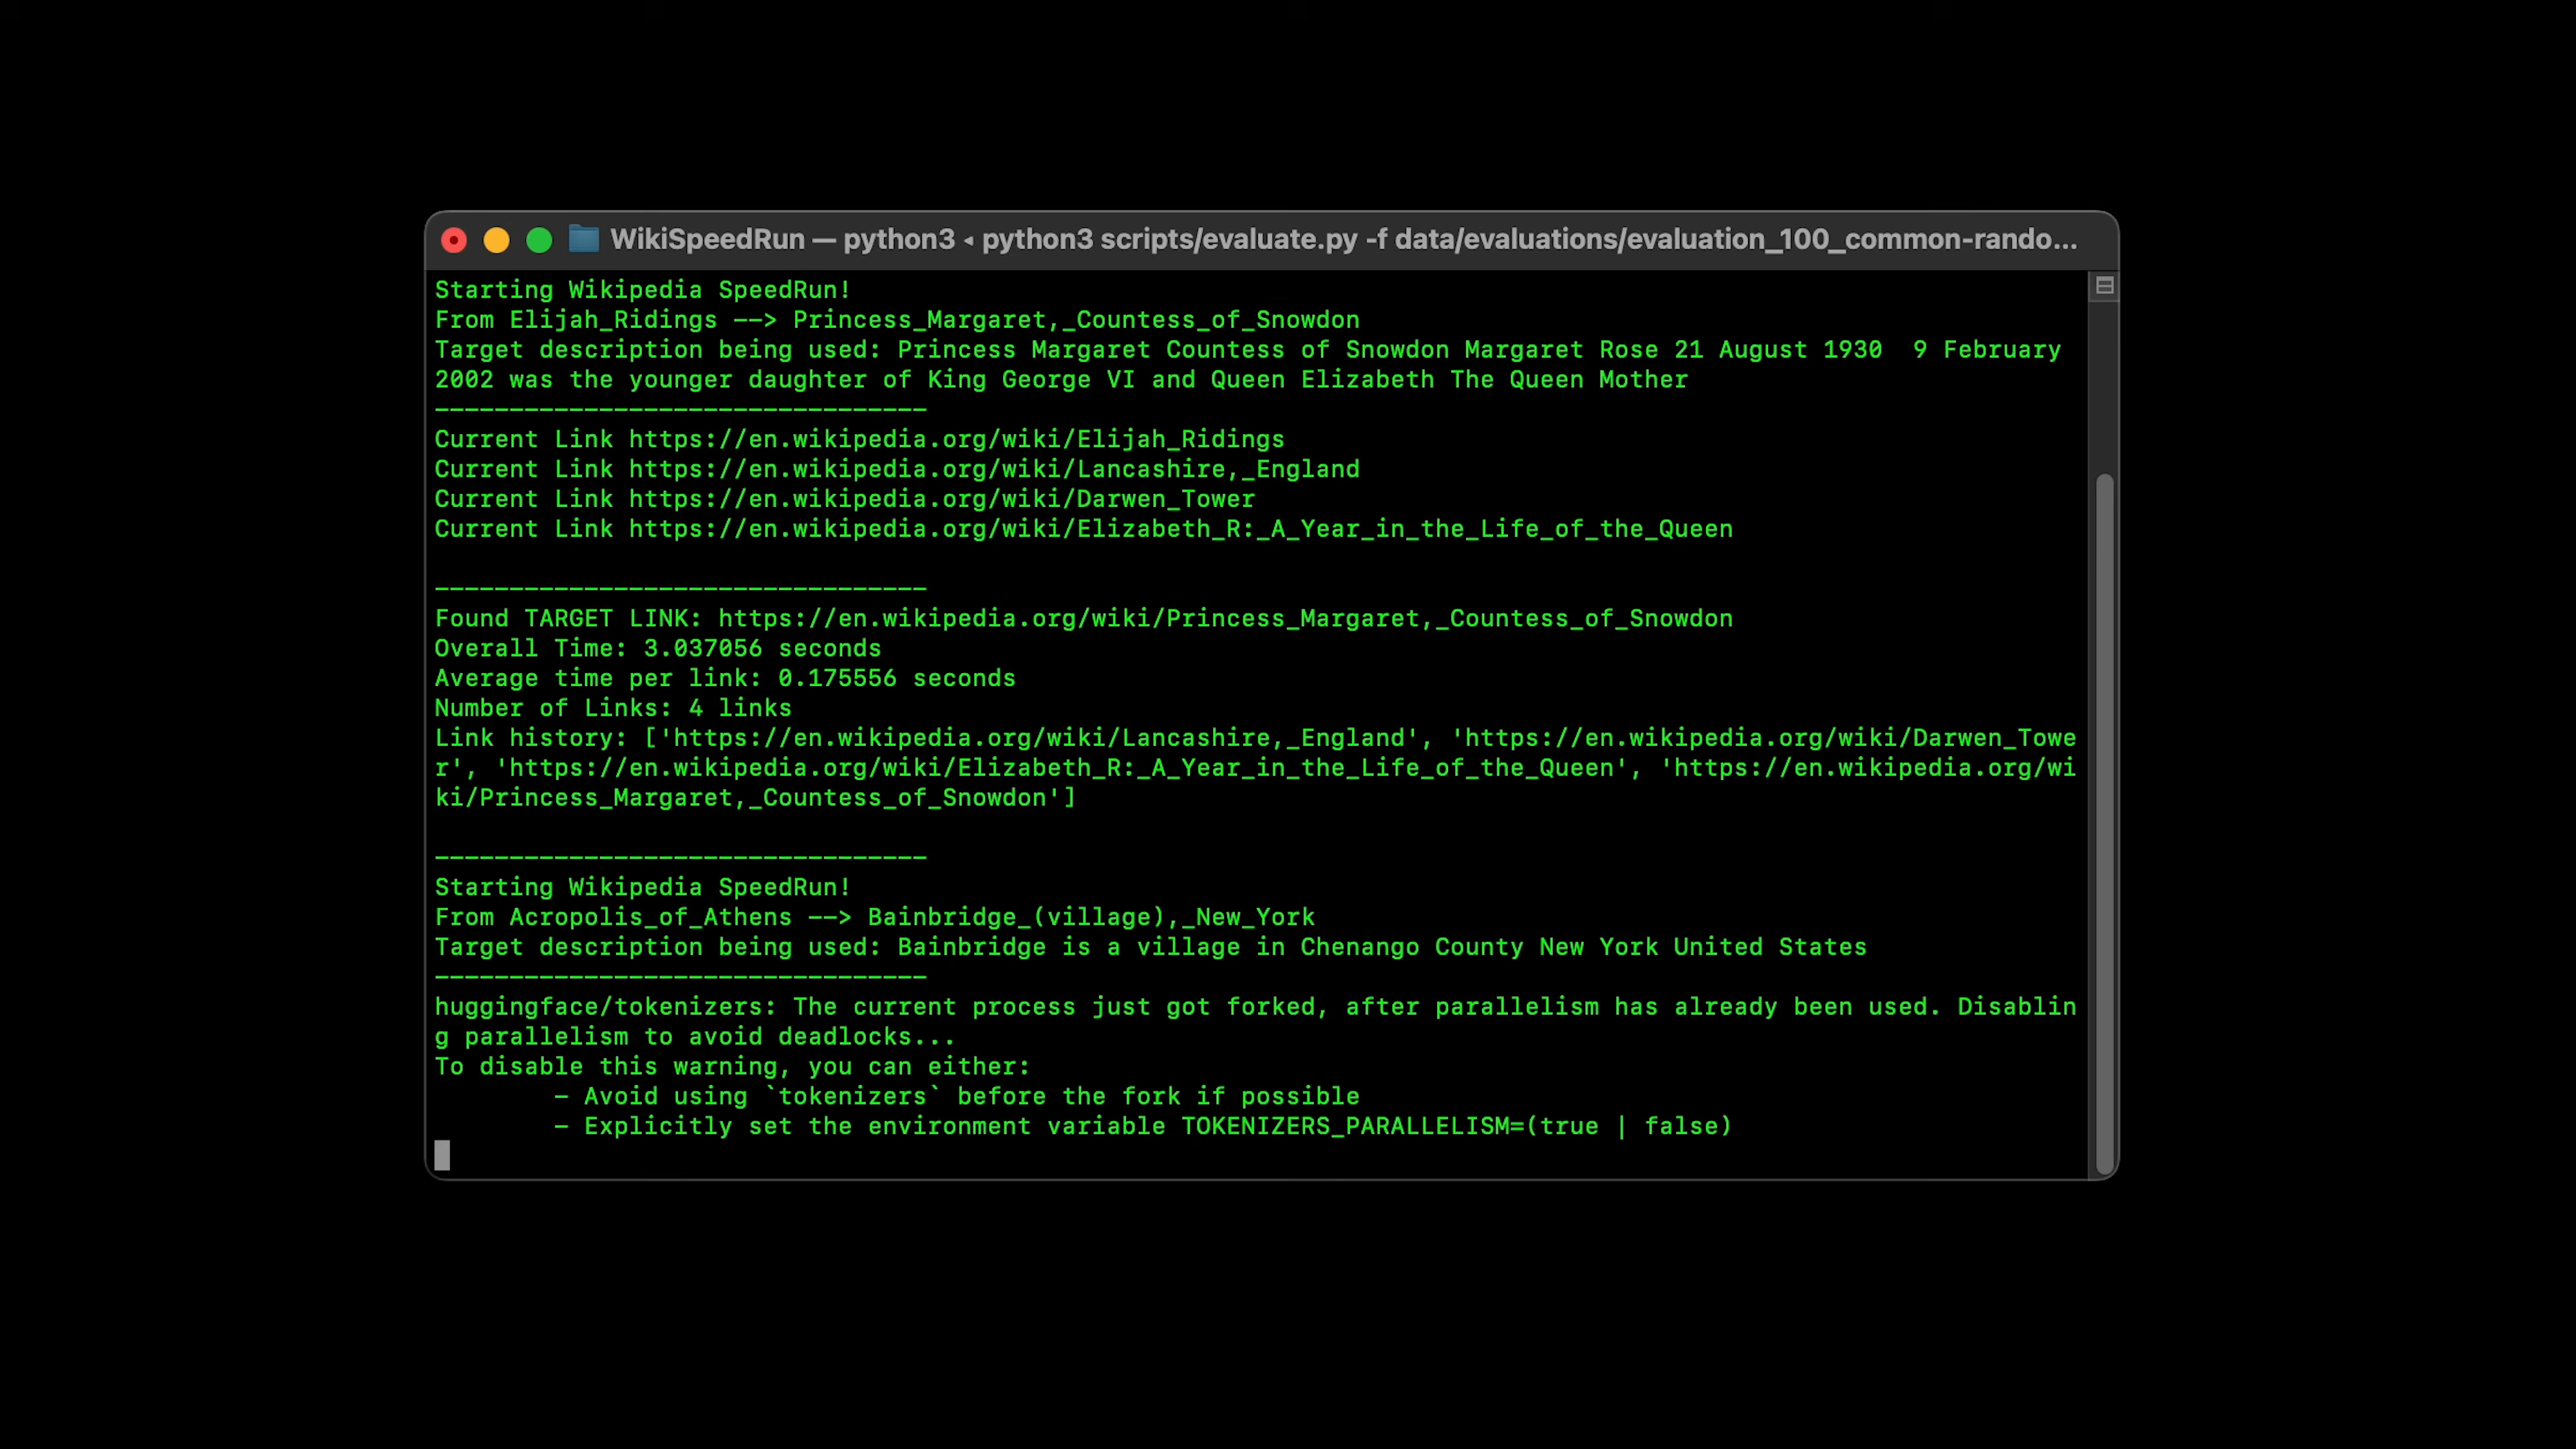 WikiSpeedRun — python3 ◂ python3 scripts/evaluate.py -f data/evaluations/evaluation_100_common-rando...
Starting Wikipedia SpeedRun!
From Elijah_Ridings --> Princess_Margaret,_Countess_of_Snowdon
Target description being used: Princess Margaret Countess of Snowdon Margaret Rose 21 August 1930  9 February
2002 was the younger daughter of King George VI and Queen Elizabeth The Queen Mother
---------------------------------
Current Link https://en.wikipedia.org/wiki/Elijah_Ridings
Current Link https://en.wikipedia.org/wiki/Lancashire,_England
Current Link https://en.wikipedia.org/wiki/Darwen_Tower
Current Link https://en.wikipedia.org/wiki/Elizabeth_R:_A_Year_in_the_Life_of_the_Queen
---------------------------------
Found TARGET LINK: https://en.wikipedia.org/wiki/Princess_Margaret,_Countess_of_Snowdon
Overall Time: 3.037056 seconds
Average time per link: 0.175556 seconds
Number of Links: 4 links
Link history: ['https://en.wikipedia.org/wiki/Lancashire,_England', 'https://en.wikipedia.org/wiki/Darwen_Towe
r', 'https://en.wikipedia.org/wiki/Elizabeth_R:_A_Year_in_the_Life_of_the_Queen', 'https://en.wikipedia.org/wi
ki/Princess_Margaret,_Countess_of_Snowdon']
---------------------------------
Starting Wikipedia SpeedRun!
From Acropolis_of_Athens --> Bainbridge_(village),_New_York
Target description being used: Bainbridge is a village in Chenango County New York United States
---------------------------------
huggingface/tokenizers: The current process just got forked, after parallelism has already been used. Disablin
g parallelism to avoid deadlocks...
To disable this warning, you can either:
- Avoid using `tokenizers` before the fork if possible
- Explicitly set the environment variable TOKENIZERS_PARALLELISM=(true | false)